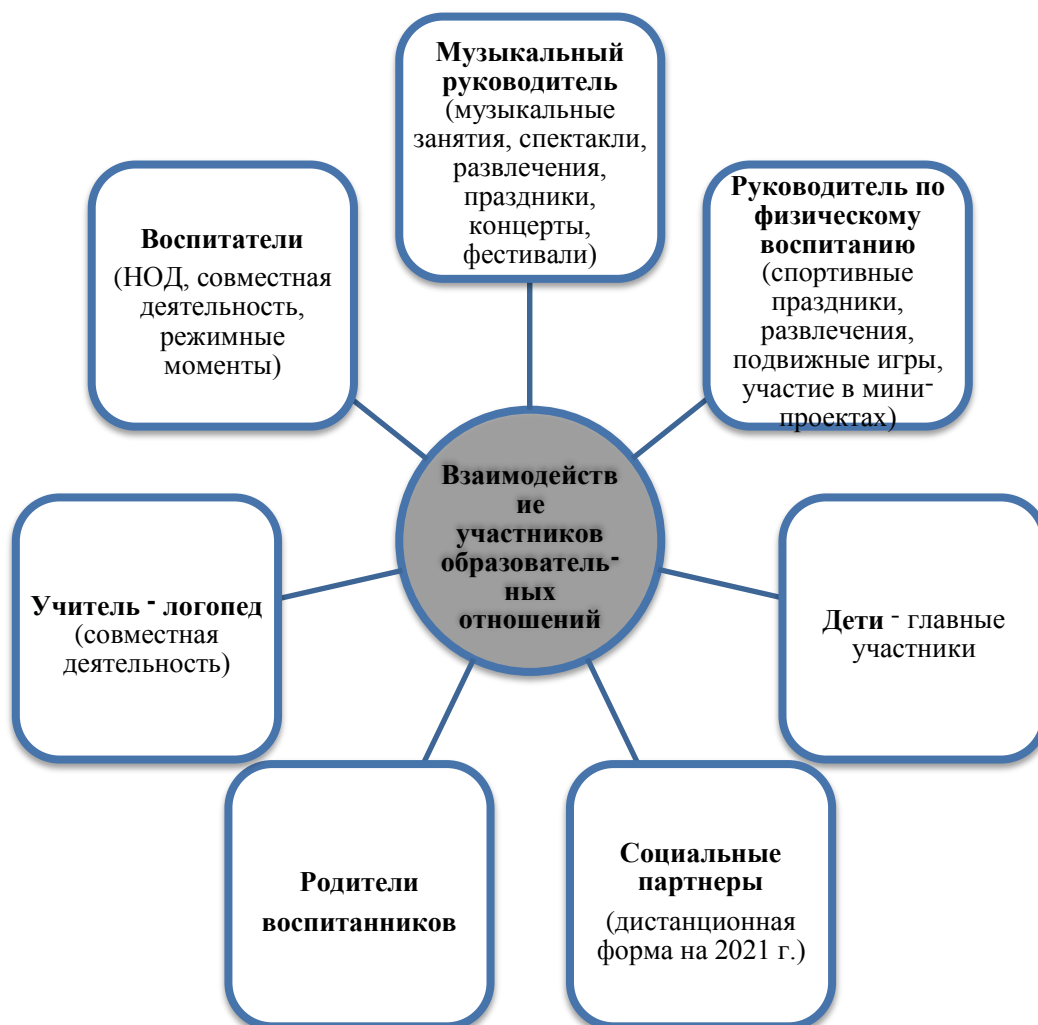 Музыкальный
руководитель
(музыкальные
занятия, спектакли,
развлечения,
праздники,
концерты,
фестивали)
Руководитель по
физическому
воспитанию
(спортивные
праздники,
развлечения,
подвижные игры,
участие в мини-
проектах)
Дети - главные
участники
Социальные
партнеры
(дистанционная
форма на 2021 г.)
Родители
воспитанников
Учитель - логопед
(совместная
деятельность)
Воспитатели
(НОД, совместная
деятельность,
режимные
моменты)
Взаимодейств
ие
участников
образователь-
ных
отношений